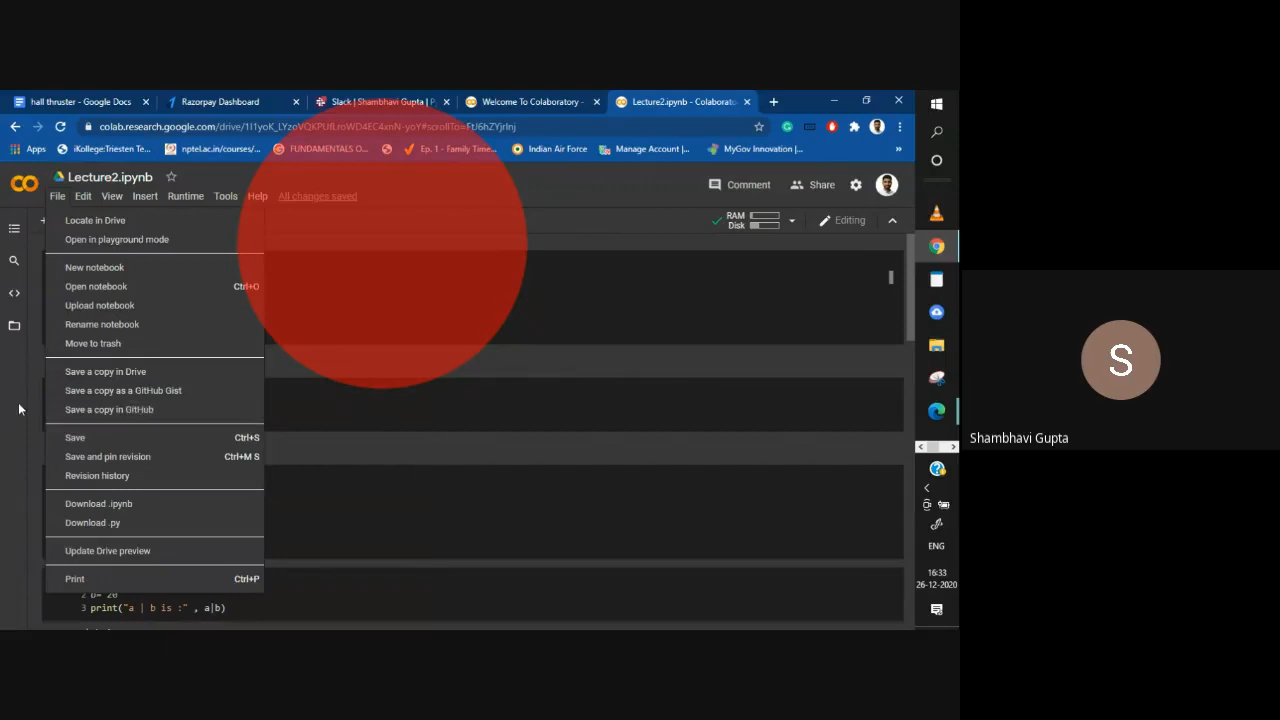 hall thruster - Google Docs
Razorpay Dashboard
Slack | Shambhavi Gupta | P
Welcome To Colaboratory -
Lecture2.ipynb - Colaborato
colab.research.google.com/drive/
Apps
iKollege:Triesten Te...
nptel.ac.in/courses/...
FUNDAMENTALS O...
Ep. 1 - Family Time...
Indian Air Force
Manage Account |...
MyGov Innovation |...
»
CO
Lecture2.ipynb
Comment
Share
File Edit View Insert Runtime Tools Help All changes saved
RAM
Disk
Editing
Locate in Drive
Open in playground mode
New notebook
Open notebook Ctrl+O
Upload notebook
Rename notebook
Move to trash
Save a copy in Drive
Save a copy as a GitHub Gist
Save a copy in GitHub
Save Ctrl+S
Save and pin revision Ctrl+M S
Revision history
Download .ipynb
Download .py
Update Drive preview
Print Ctrl+P
2 b= 20
3 print("a | b is :" , a|b)
ENG
16:33
26-12-2020
S
Shambhavi Gupta